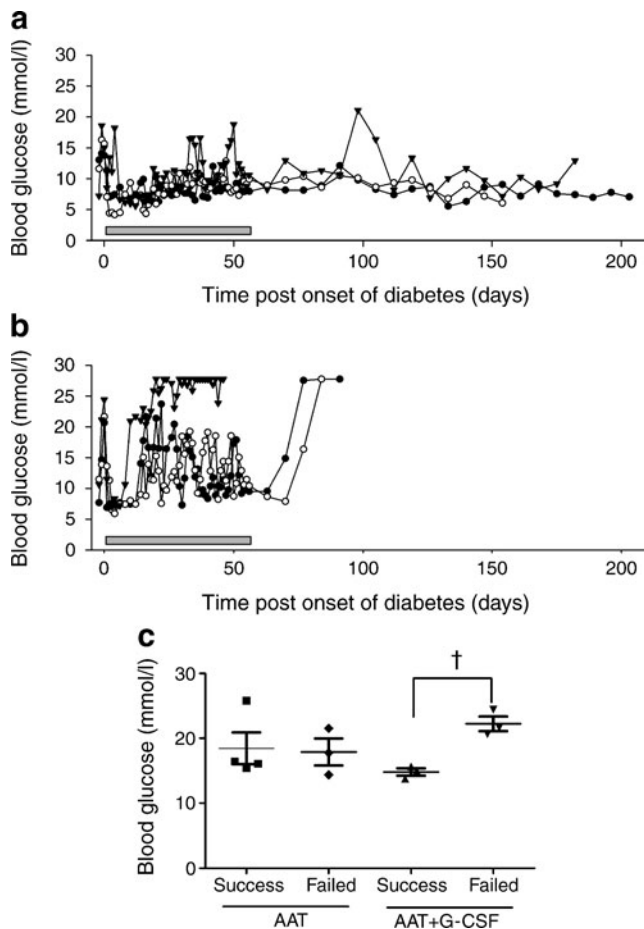 a
Blood glucose (mmol/l)
30
25
20
15
10
5
0
0 50 100 150 200
Time post onset of diabetes (days)
b
Blood glucose (mmol/l)
30
25
20
15
10
5
0
0 50 100 150 200
Time post onset of diabetes (days)
c
Blood glucose (mmol/l)
30
20
10
0
†
Success Failed Success Failed
AAT AAT+G-CSF